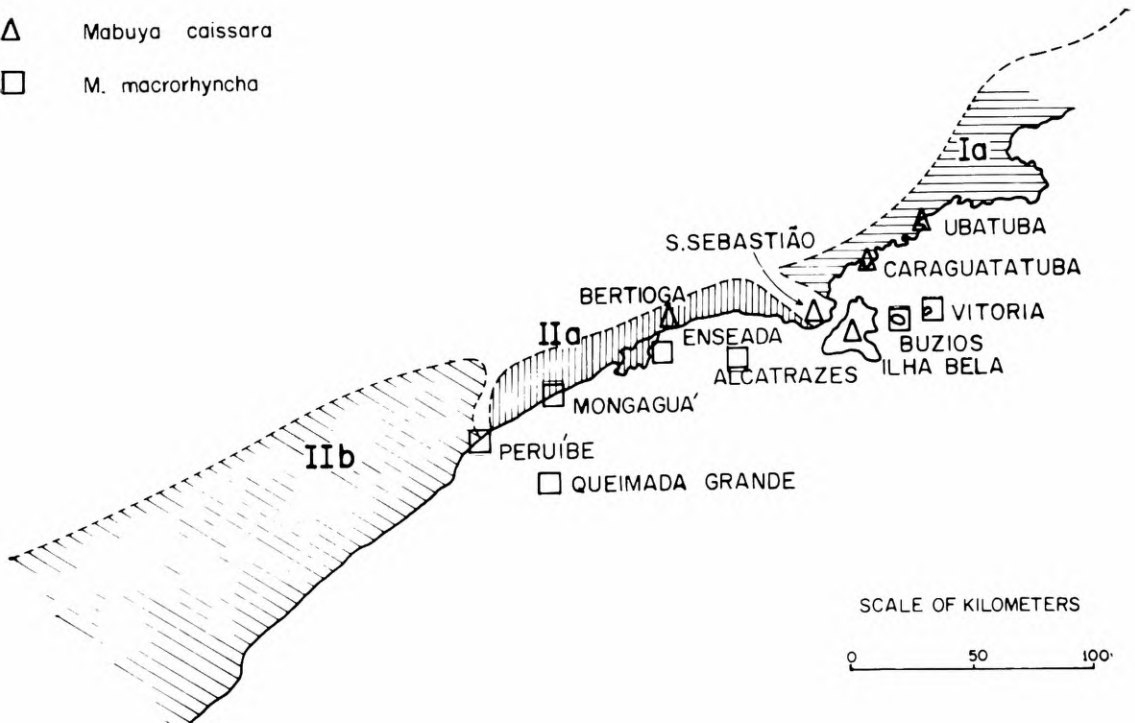 Mabuya caissara
M. macrorhyncha
Ia
UBATUBA
S.SEBASTIÃO
CARAGUATATUBA
BERTIOGA
VITORIA
IIa
ENSEADA
BUZIOS
ILHA BELA
ALCATRAZES
MONGAGUA'
PERUÍBE
IIb
QUEIMADA GRANDE
SCALE OF KILOMETERS
0 50 100